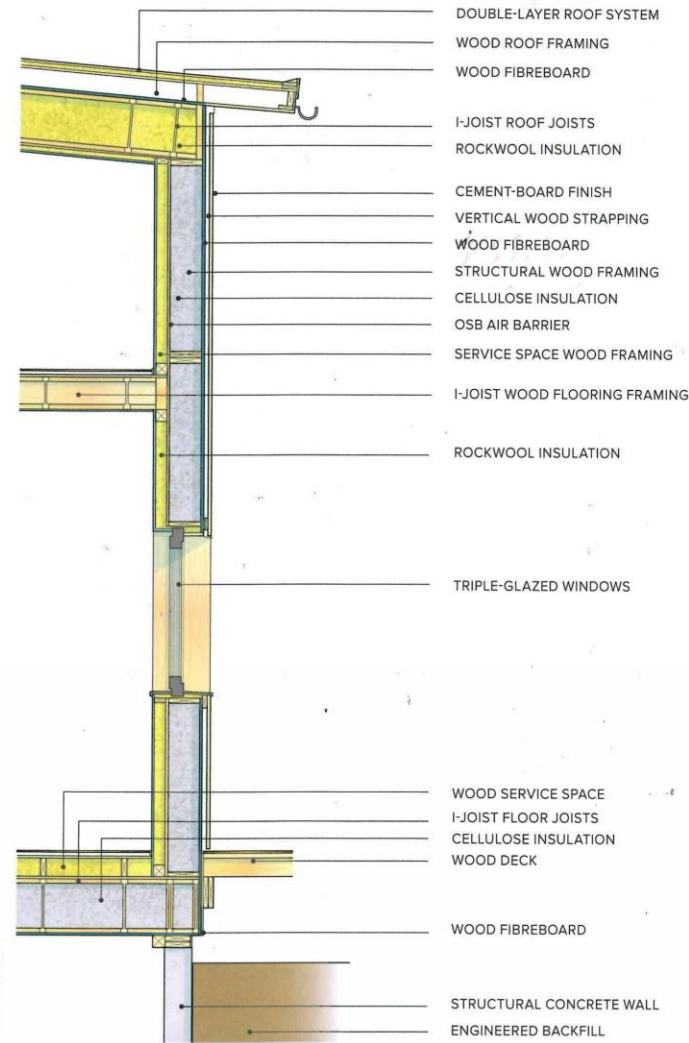 DOUBLE-LAYER ROOF SYSTEM
WOOD ROOF FRAMING
WOOD FIBREBOARD
I-JOIST ROOF JOISTS
ROCKWOOL INSULATION
CEMENT-BOARD FINISH
VERTICAL WOOD STRAPPING
WOOD FIBREBOARD
STRUCTURAL WOOD FRAMING
CELLULOSE INSULATION
OSB AIR BARRIER
SERVICE SPACE WOOD FRAMING
I-JOIST WOOD FLOORING FRAMING
ROCKWOOL INSULATION
TRIPLE-GLAZED WINDOWS
WOOD SERVICE SPACE
I-JOIST FLOOR JOISTS
CELLULOSE INSULATION
WOOD DECK
WOOD FIBREBOARD
STRUCTURAL CONCRETE WALL
ENGINEERED BACKFILL